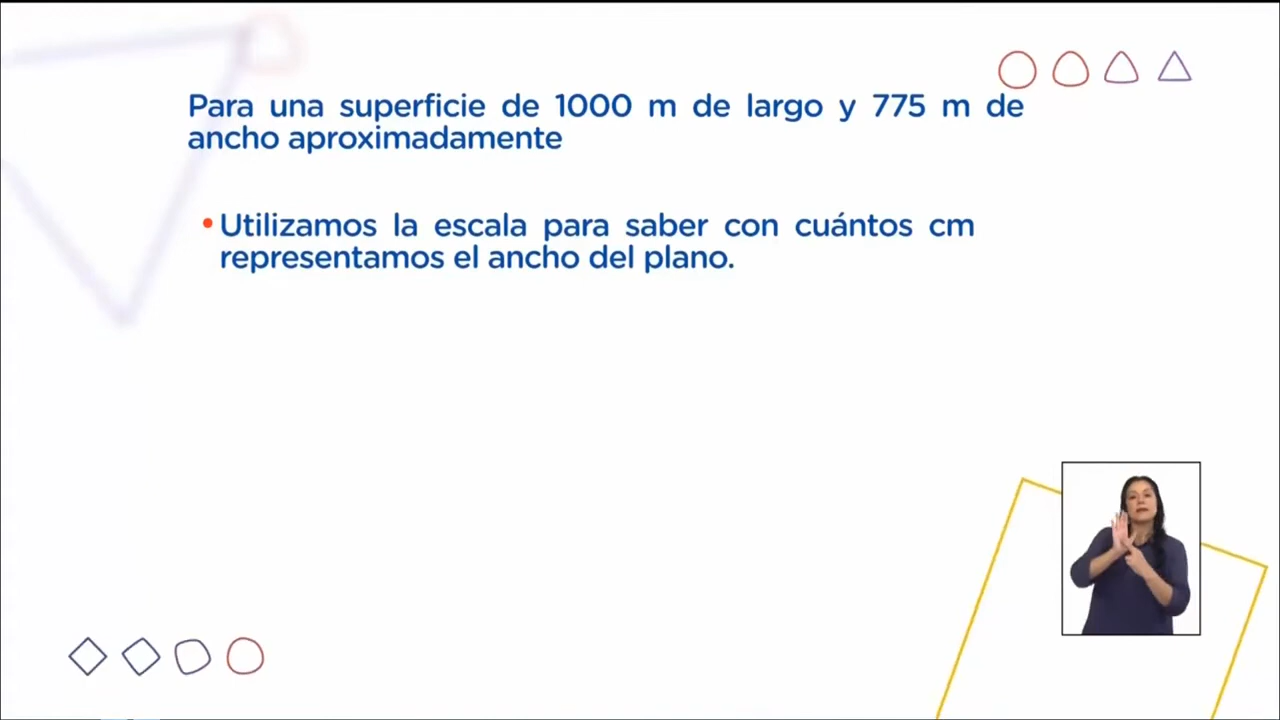 Para una superficie de 1000 m de largo y 775 m de
ancho aproximadamente
• Utilizamos la escala para saber con cuántos cm
representamos el ancho del plano.